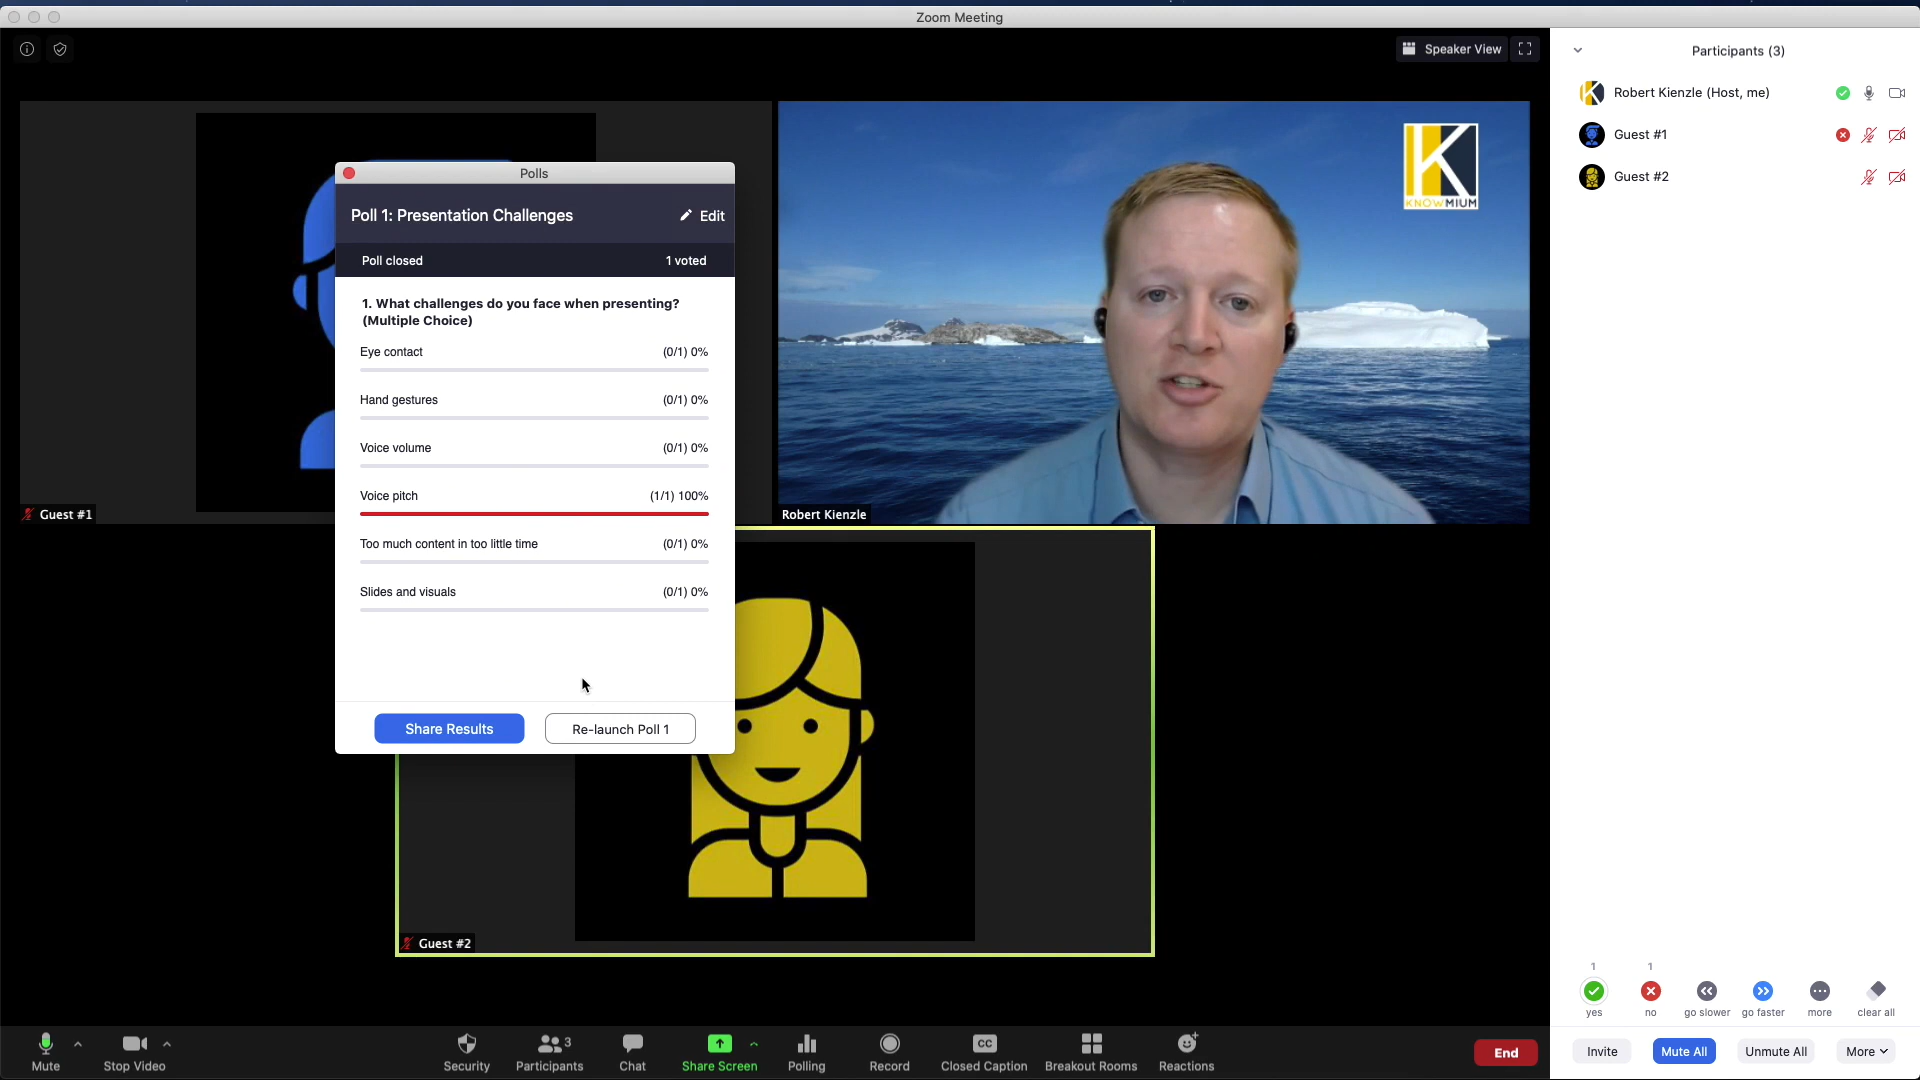 Zoom Meeting
Speaker View
Participants (3)
Robert Kienzle (Host, me)
Guest #1
Guest #2
KNOWMIUM
Polls
Poll 1: Presentation Challenges
Edit
Poll closed
1 voted
1. What challenges do you face when presenting?
(Multiple Choice)
Eye contact (0/1) 0%
Hand gestures (0/1) 0%
Voice volume (0/1) 0%
Voice pitch (1/1) 100%
Too much content in too little time (0/1) 0%
Slides and visuals (0/1) 0%
Share Results
Re-launch Poll 1
Guest #1
Robert Kienzle
Guest #2
1 1
yes no go slower go faster more clear all
Invite Mute All Unmute All More
Mute
Stop Video
Security
Participants 3
Chat
Share Screen
Polling
Record
CC
Closed Caption
Breakout Rooms
Reactions
End